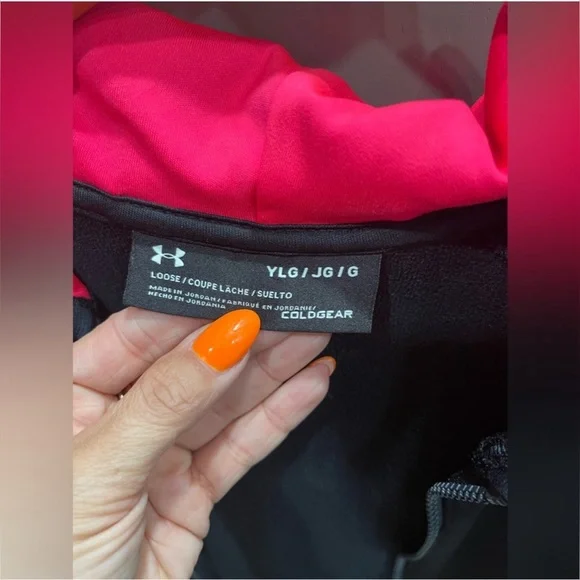 YLG / JG / G
LOOSE / COUPE LÂCHE / SUELTO
MADE IN JORDAN / FABRIQUÉ EN JORDANIE/
HECHO EN JORDANIA
COLDGEAR